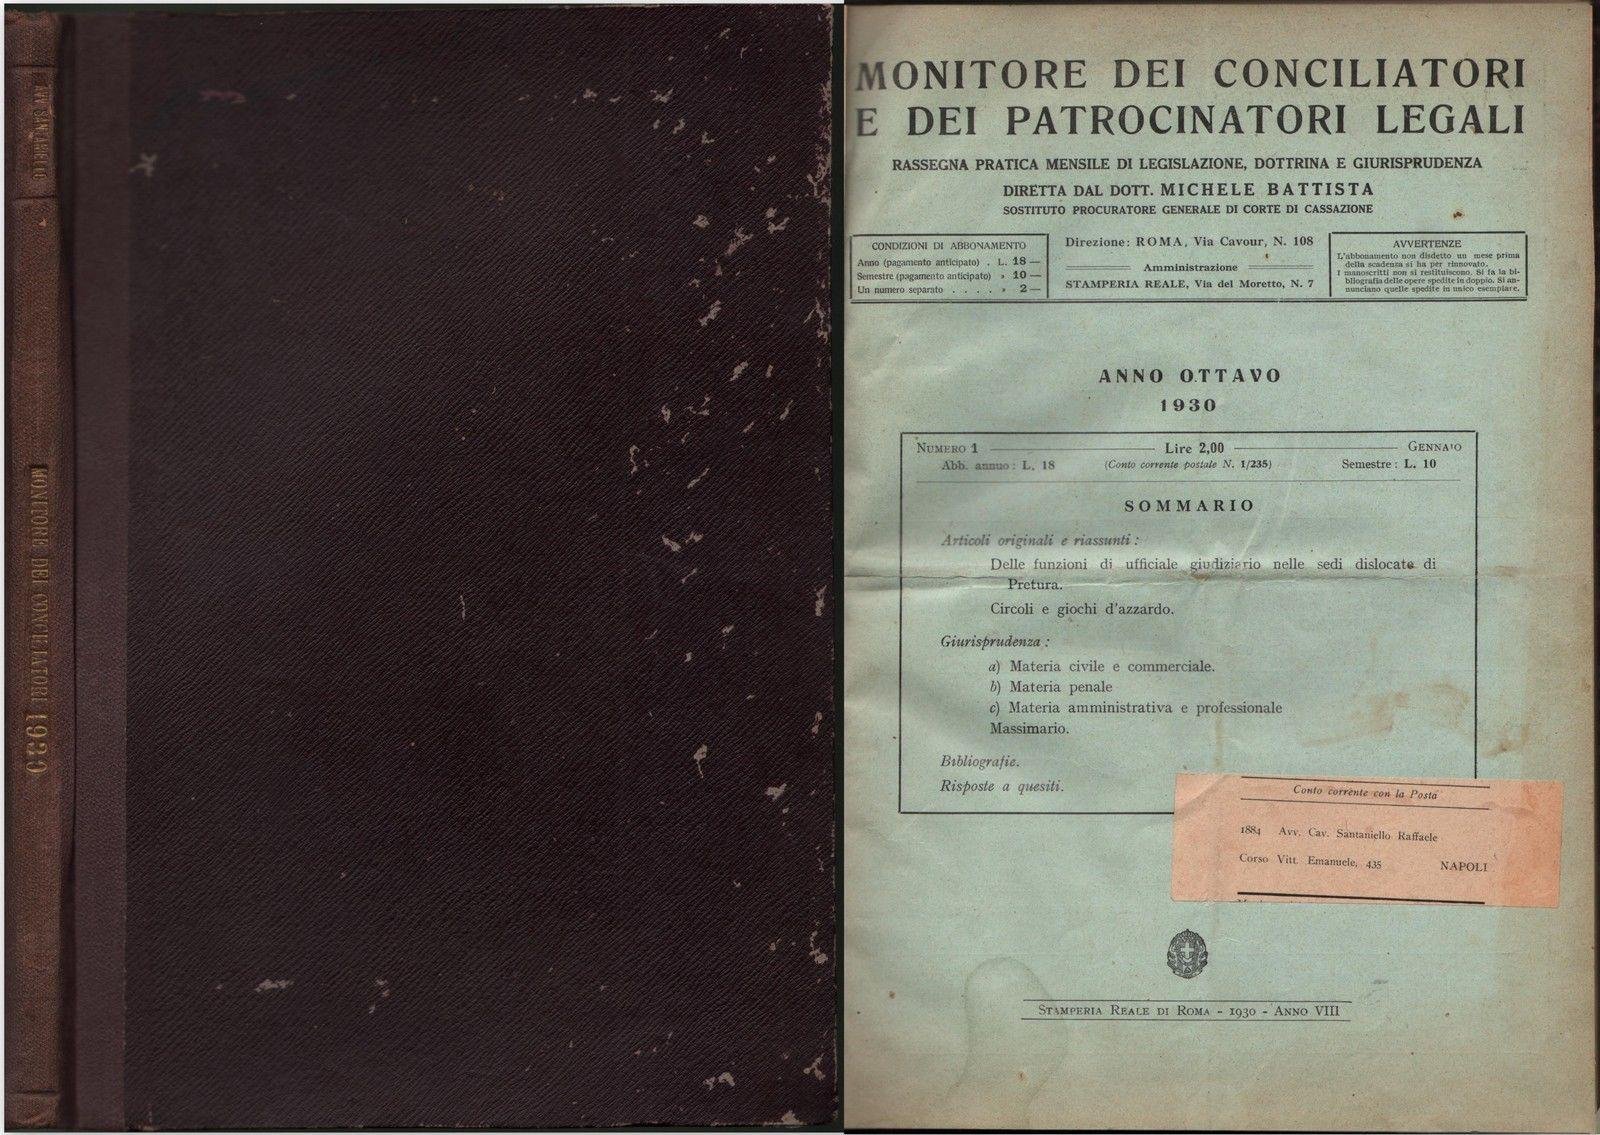 AVV. SANTANIELLO
MONITORE DEI CONCILIATORI 1930
MONITORE DEI CONCILIATORI
E DEI PATROCINATORI LEGALI
RASSEGNA PRATICA MENSILE DI LEGISLAZIONE, DOTTRINA E GIURISPRUDENZA
DIRETTA DAL DOTT. MICHELE BATTISTA
SOSTITUTO PROCURATORE GENERALE DI CORTE DI CASSAZIONE
CONDIZIONI DI ABBONAMENTO
Anno (pagamento anticipato) . L. 18 —
Semestre (pagamento anticipato) » 10 —
Un numero separato . . . . . » 2 —
Direzione: ROMA, Via Cavour, N. 108
Amministrazione
STAMPERIA REALE, Via del Moretto, N. 7
AVVERTENZE
L'abbonamento non disdetto un mese prima
della scadenza si ha per rinnovato.
I manoscritti non si restituiscono. Si fa la bi-
bliografia delle opere spedite in doppio. Si an-
nunciano quelle spedite in unico esemplare.
ANNO OTTAVO
1930
NUMERO 1 Lire 2,00 GENNAIO
Abb. annuo: L. 18 (Conto corrente postale N. 1/235) Semestre: L. 10
SOMMARIO
Articoli originali e riassunti:
Delle funzioni di ufficiale giudiziario nelle sedi dislocate di
Pretura.
Circoli e giochi d'azzardo.
Giurisprudenza:
a) Materia civile e commerciale.
b) Materia penale
c) Materia amministrativa e professionale
Massimario.
Bibliografie.
Risposte a quesiti.
Conto corrente con la Posta
1884 Avv. Cav. Santaniello Raffaele
Corso Vitt. Emanuele, 435 NAPOLI
STAMPERIA REALE DI ROMA - 1930 - ANNO VIII